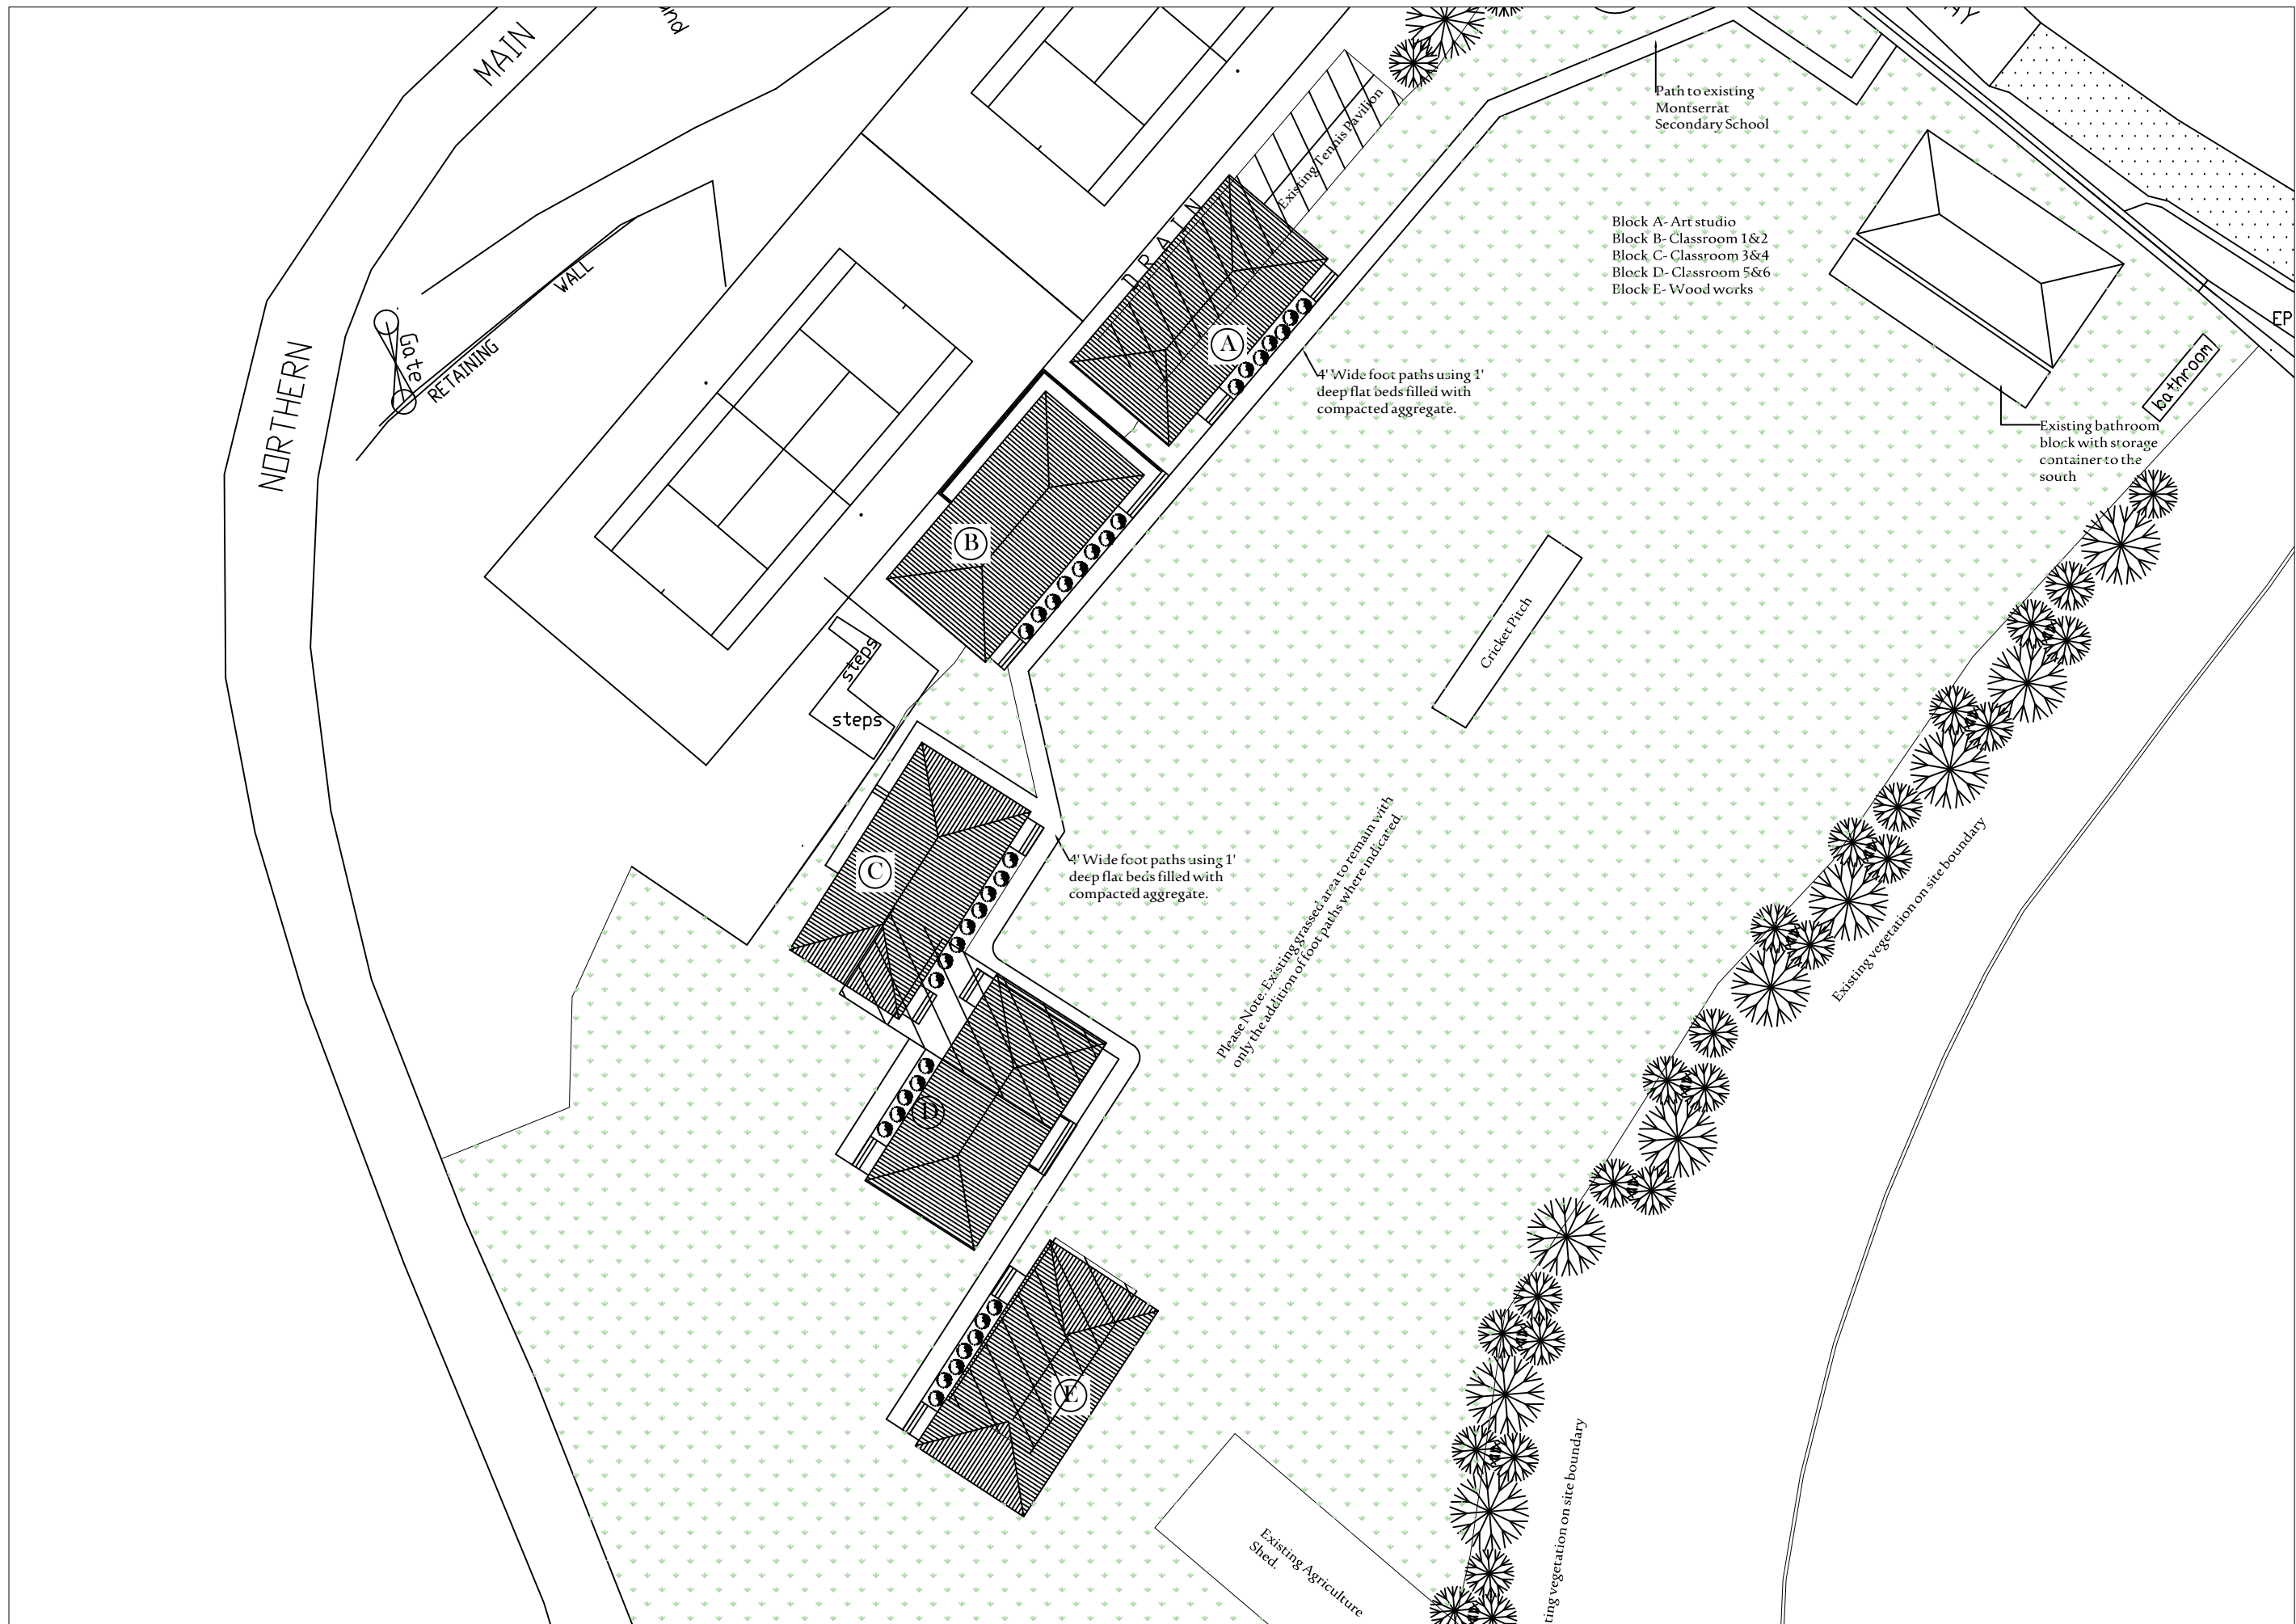 MAIN
NORTHERN
Gate
RETAINING
WALL
DRAIN
Existing Tennis Pavilion
Path to existing
Montserrat
Secondary School
Block A- Art studio
Block B- Classroom 1&2
Block C- Classroom 3&4
Block D- Classroom 5&6
Block E- Wood works
EP
bathroom
A
4' Wide foot paths using 1'
deep flat beds filled with
compacted aggregate.
Existing bathroom
block with storage
container to the
south
B
Cricket Pitch
steps
steps
C
4' Wide foot paths using 1'
deep flat beds filled with
compacted aggregate.
Please Note: Existing grassed area to remain with
only the addition of foot paths where indicated.
Existing vegetation on site boundary
D
E
Existing Agriculture
Shed.
ting vegetation on site boundary